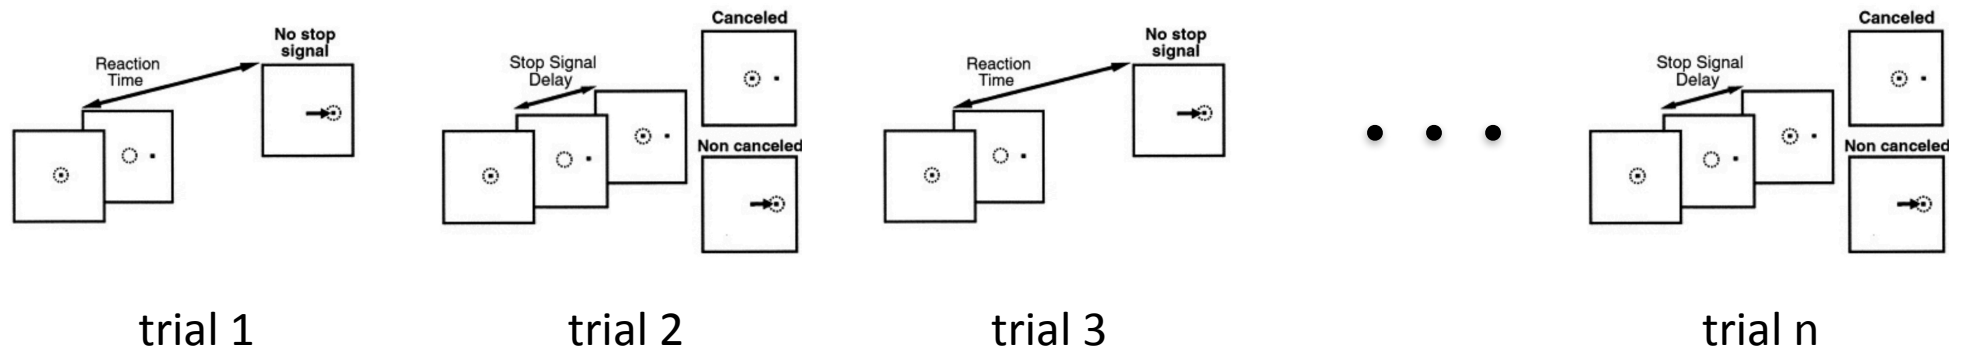 No stop
signal
Reaction
Time
trial 1
Canceled
Stop Signal
Delay
Non canceled
trial 2
No stop
signal
Reaction
Time
trial 3
Canceled
Stop Signal
Delay
Non canceled
trial n